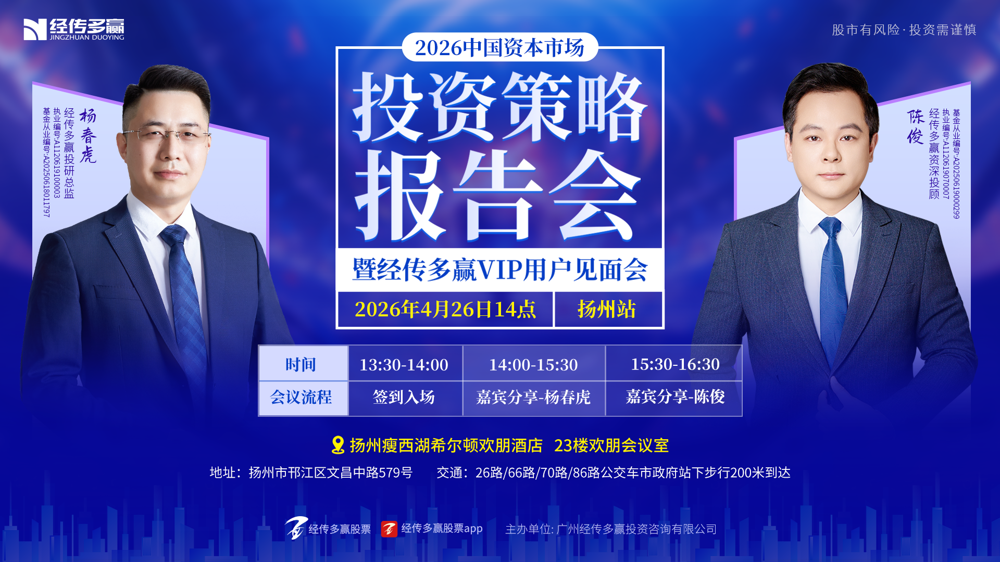 经传多赢
JINGZHUAN DUOYING
股市有风险·投资需谨慎
2026中国资本市场
投资策略
报告会
暨经传多赢VIP用户见面会
2026年4月26日14点
扬州站
杨春虎
经传多赢投研总监
执业编号:A1120619100003
基金从业编号:A20250618011797
陈俊
经传多赢资深投顾
执业编号:A1120619070007
基金从业编号:A20250619000299
时间 13:30-14:00 14:00-15:30 15:30-16:30
会议流程 签到入场 嘉宾分享-杨春虎 嘉宾分享-陈俊
扬州瘦西湖希尔顿欢朋酒店 23楼欢朋会议室
地址：扬州市邗江区文昌中路579号 交通：26路/66路/70路/86路公交车市政府站下步行200米到达
经传多赢股票 经传多赢股票app 主办单位: 广州经传多赢投资咨询有限公司